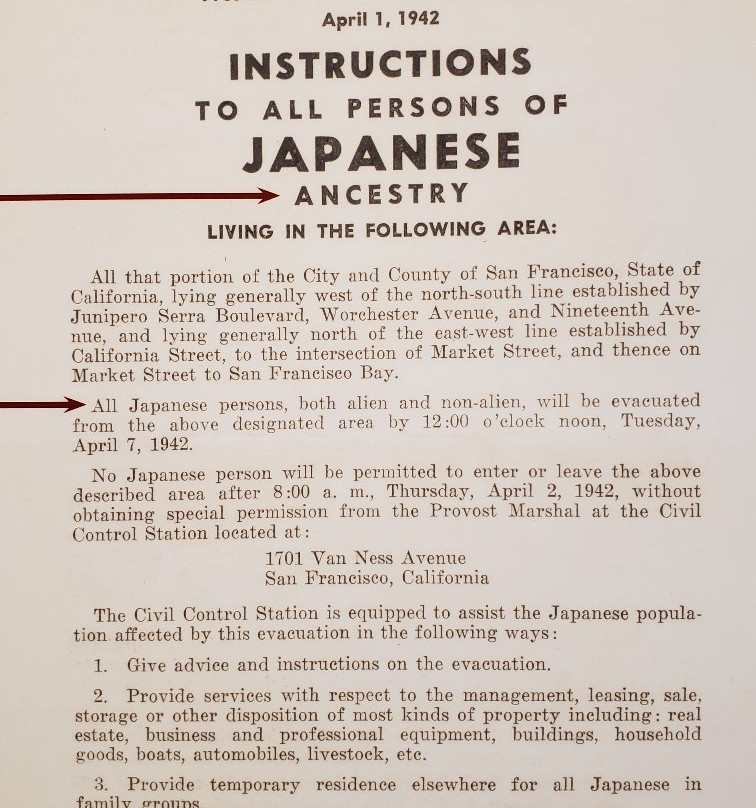 April 1, 1942
INSTRUCTIONS
TO ALL PERSONS OF
JAPANESE
ANCESTRY
LIVING IN THE FOLLOWING AREA:
All that portion of the City and County of San Francisco, State of
California, lying generally west of the north-south line established by
Junipero Serra Boulevard, Worchester Avenue, and Nineteenth Ave-
nue, and lying generally north of the east-west line established by
California Street, to the intersection of Market Street, and thence on
Market Street to San Francisco Bay.
All Japanese persons, both alien and non-alien, will be evacuated
from the above designated area by 12:00 o'clock noon, Tuesday,
April 7, 1942.
No Japanese person will be permitted to enter or leave the above
described area after 8:00 a. m., Thursday, April 2, 1942, without
obtaining special permission from the Provost Marshal at the Civil
Control Station located at:
1701 Van Ness Avenue
San Francisco, California
The Civil Control Station is equipped to assist the Japanese popula-
tion affected by this evacuation in the following ways:
1. Give advice and instructions on the evacuation.
2. Provide services with respect to the management, leasing, sale,
storage or other disposition of most kinds of property including: real
estate, business and professional equipment, buildings, household
goods, boats, automobiles, livestock, etc.
3. Provide temporary residence elsewhere for all Japanese in
family groups.